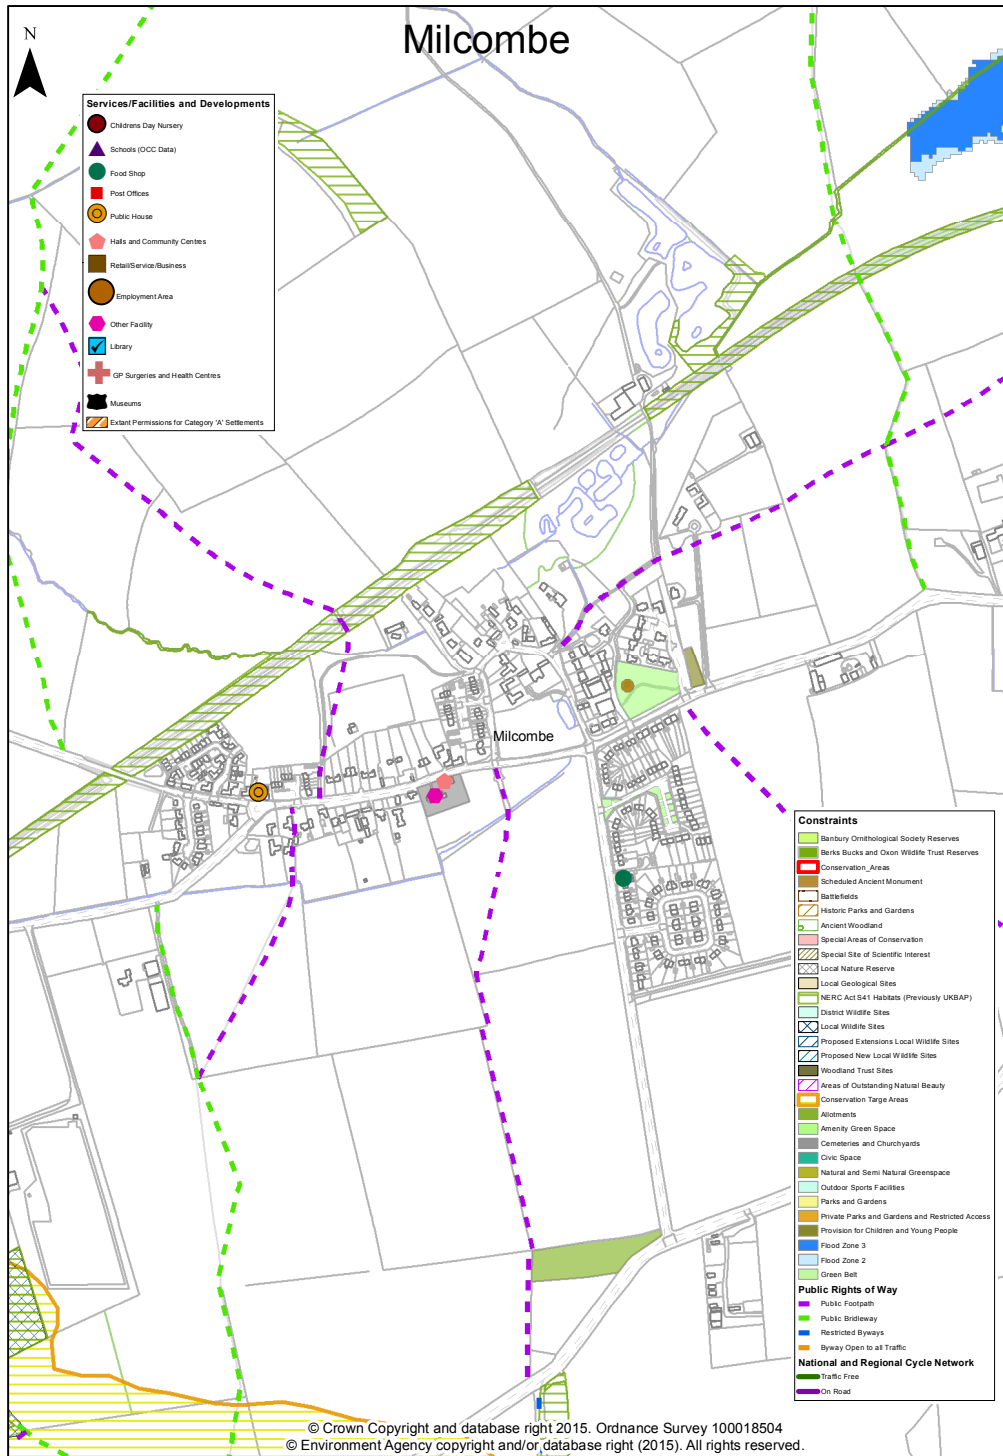 Milcombe
N
Services/Facilities and Developments
Childrens Day Nursery
Schools (OCC Data)
Food Shop
Post Offices
Public House
Halls and Community Centres
Retail/Service/Business
Employment Area
Other Facility
Library
GP Surgeries and Health Centres
Museums
Extant Permissions for Category 'A' Settlements
Milcombe
Constraints
Banbury Ornithological Society Reserves
Berks Bucks and Oxon Wildlife Trust Reserves
Conservation_Areas
Scheduled Ancient Monument
Battlefields
Historic Parks and Gardens
Ancient Woodland
Special Areas of Conservation
Special Site of Scientific Interest
Local Nature Reserve
Local Geological Sites
NERC Act S41 Habitats (Previously UKBAP)
District Wildlife Sites
Local Wildlife Sites
Proposed Extensions Local Wildlife Sites
Proposed New Local Wildlife Sites
Woodland Trust Sites
Areas of Outstanding Natural Beauty
Conservation Targe Areas
Allotments
Amenity Green Space
Cemeteries and Churchyards
Civic Space
Natural and Semi Natural Greenspace
Outdoor Sports Facilities
Parks and Gardens
Private Parks and Gardens and Restricted Access
Provision for Children and Young People
Flood Zone 3
Flood Zone 2
Green Belt
Public Rights of Way
Public Footpath
Public Bridleway
Restricted Byways
Byway Open to all Traffic
National and Regional Cycle Network
Traffic Free
On Road
© Crown Copyright and database right 2015. Ordnance Survey 100018504
© Environment Agency copyright and/or database right (2015). All rights reserved.